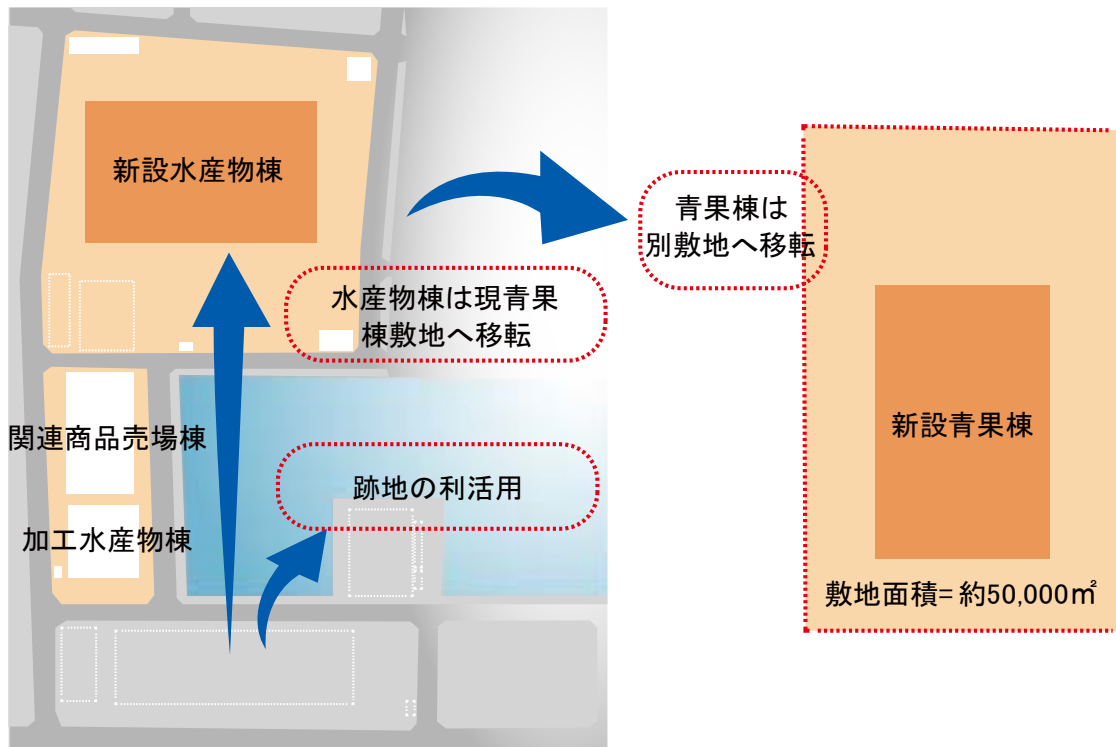 新設水産物棟
青果棟は
別敷地へ移転
水産物棟は現青果
棟敷地へ移転
関連商品売場棟
新設青果棟
跡地の利活用
加工水産物棟
敷地面積= 約50,000㎡